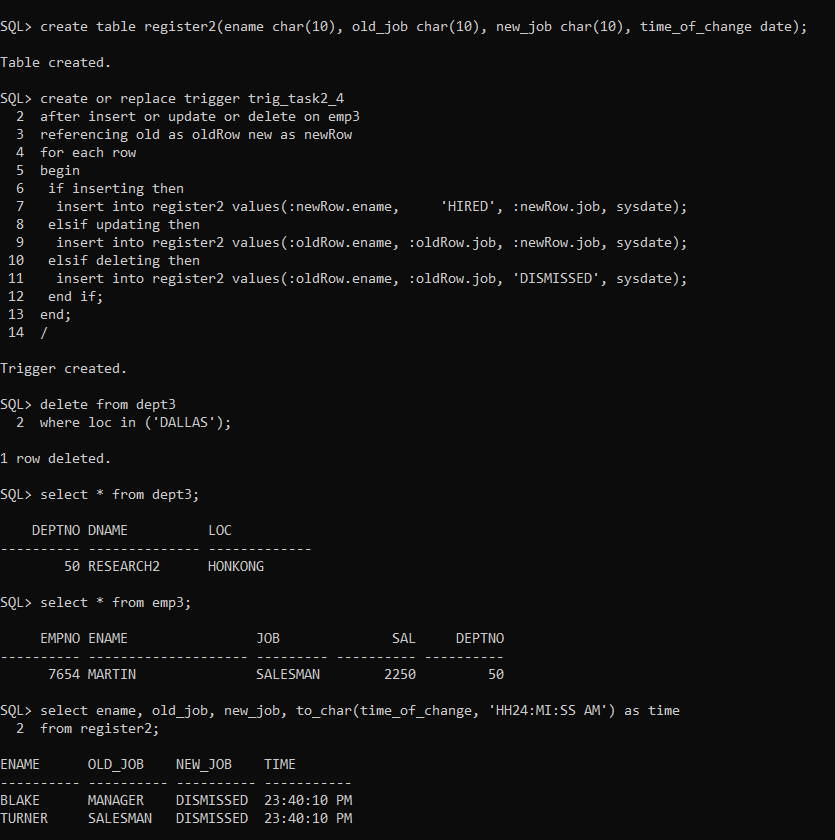 SQL> create table register2(ename char(10), old_job char(10), new_job char(10), time_of_change date);
Table created.
SQL> create or replace trigger trig_task2_4
  2  after insert or update or delete on emp3
  3  referencing old as oldRow new as newRow
  4  for each row
  5  begin
  6   if inserting then
  7    insert into register2 values(:newRow.ename,     'HIRED', :newRow.job, sysdate);
  8   elsif updating then
  9    insert into register2 values(:oldRow.ename, :oldRow.job, :newRow.job, sysdate);
 10   elsif deleting then
 11    insert into register2 values(:oldRow.ename, :oldRow.job, 'DISMISSED', sysdate);
 12   end if;
 13  end;
 14  /
Trigger created.
SQL> delete from dept3
  2  where loc in ('DALLAS');
1 row deleted.
SQL> select * from dept3;
    DEPTNO DNAME          LOC
---------- -------------- -------------
        50 RESEARCH2      HONKONG
SQL> select * from emp3;
     EMPNO ENAME                JOB              SAL     DEPTNO
---------- -------------------- --------- ---------- ----------
      7654 MARTIN               SALESMAN        2250         50
SQL> select ename, old_job, new_job, to_char(time_of_change, 'HH24:MI:SS AM') as time
  2  from register2;
ENAME      OLD_JOB    NEW_JOB    TIME
---------- ---------- ---------- -----------
BLAKE      MANAGER    DISMISSED  23:40:10 PM
TURNER     SALESMAN   DISMISSED  23:40:10 PM